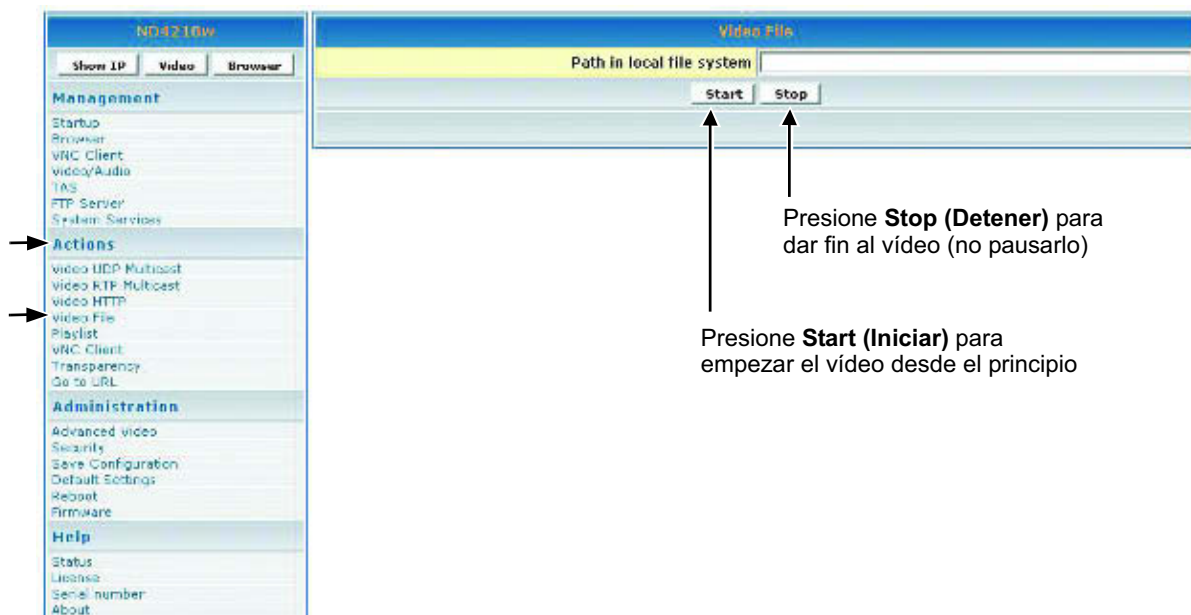 ND4210w
Show IP Video Browser
Management
Startup
Browser
VNC Client
Video/Audio
TAS
FTP Server
System Services
Actions
Video UDP Multicast
Video RTP Multicast
Video HTTP
Video File
Playlist
VNC Client
Transparency
Go to URL
Administration
Advanced Video
Security
Save Configuration
Default Settings
Reboot
Firmware
Help
Status
License
Serial number
About
Video File
Path in local file system
Start Stop
Presione Stop (Detener) para
dar fin al vídeo (no pausarlo)
Presione Start (Iniciar) para
empezar el vídeo desde el principio